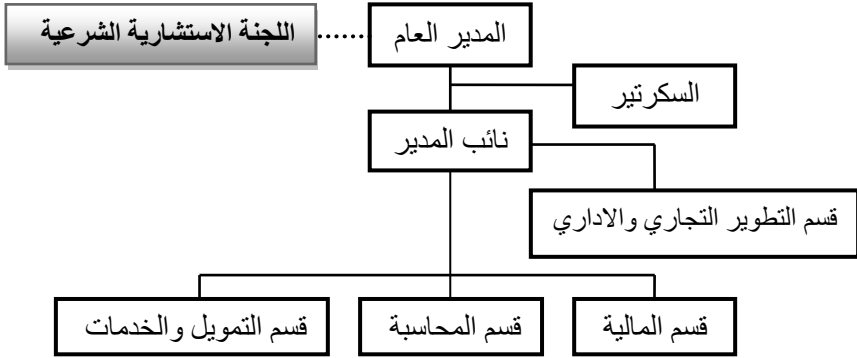 المدير العام
اللجنة الاستشارية الشرعية
السكرتير
نائب المدير
قسم التطوير التجاري والاداري
قسم المالية
قسم المحاسبة
قسم التمويل والخدمات